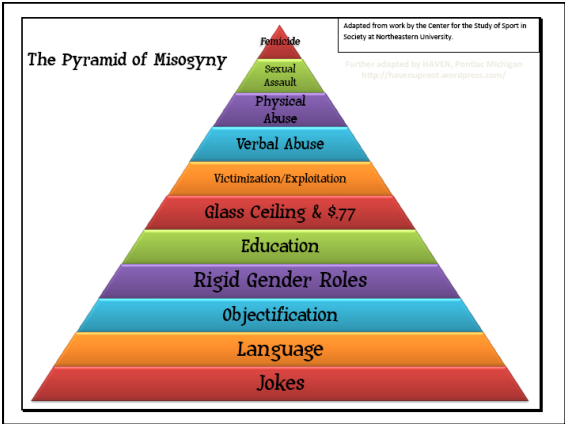 The Pyramid of Misogyny
Adapted from work by the Center for the Study of Sport in
Society at Northeastern University.
Further adapted by HAVEN, Pontiac Michigan
http://havenuprext.wordpress.com/
Femicide
Sexual
Assault
Physical
Abuse
Verbal Abuse
Victimization/Exploitation
Glass Ceiling & $.77
Education
Rigid Gender Roles
Objectification
Language
Jokes